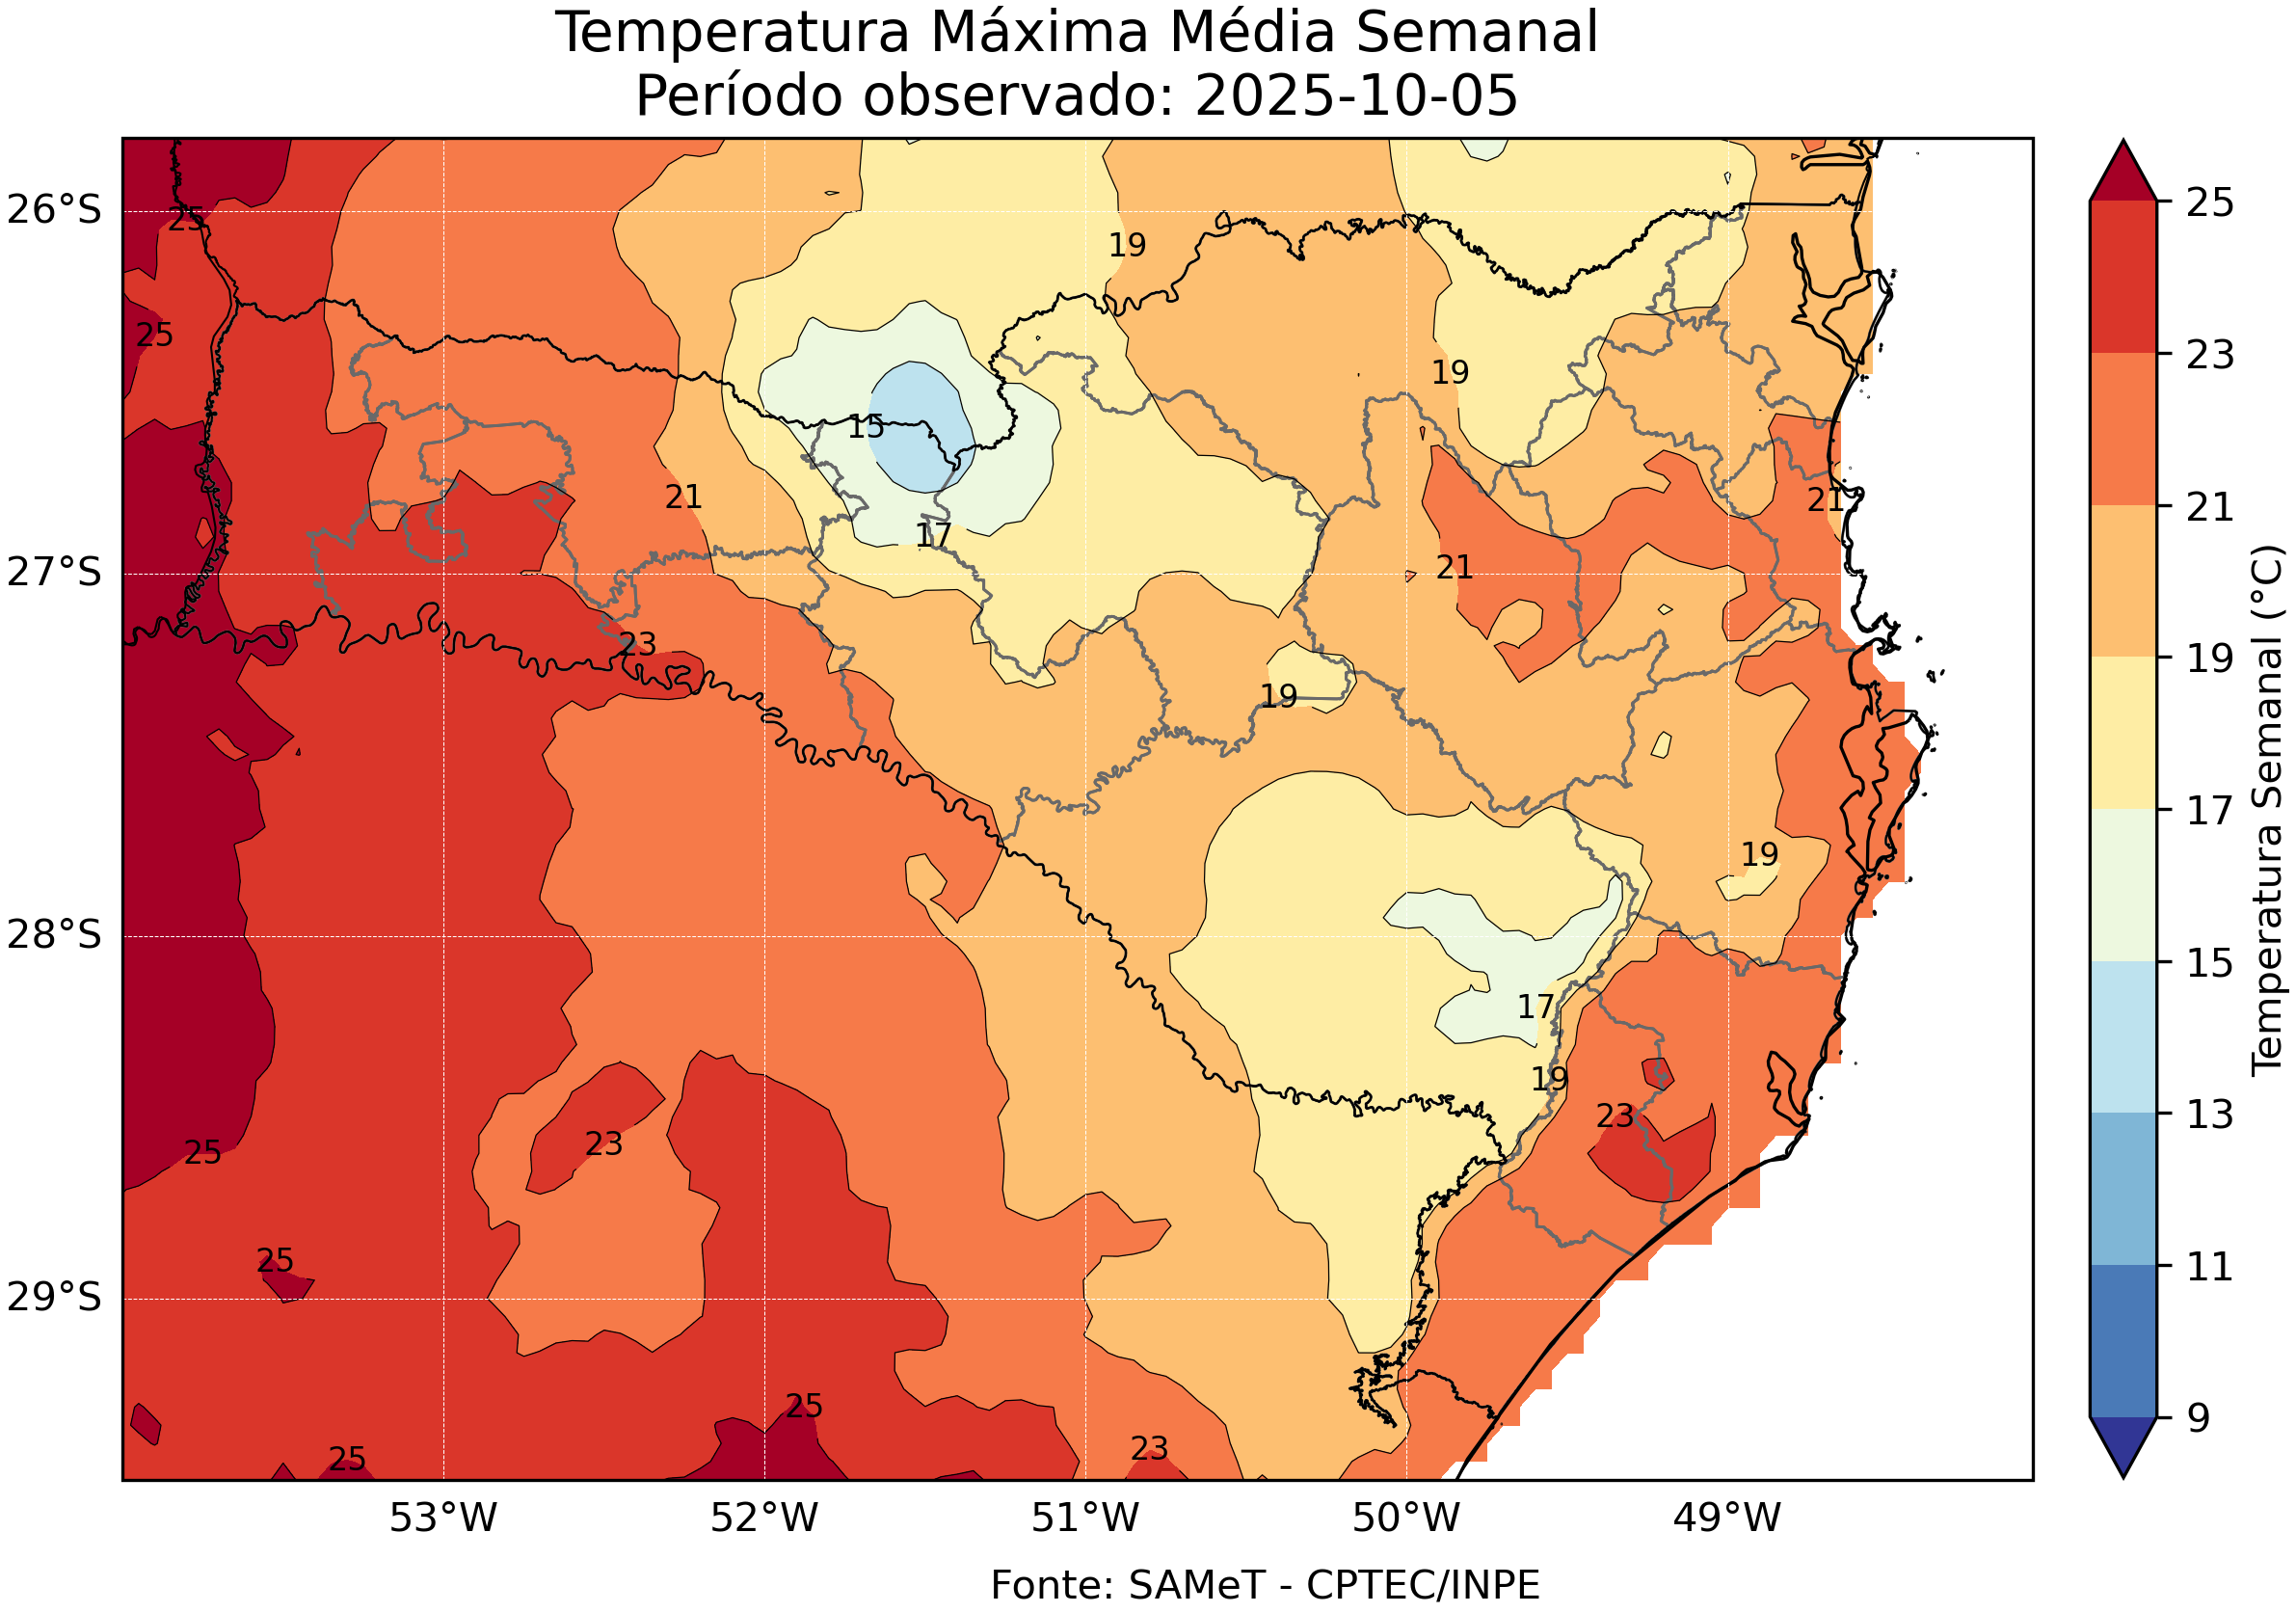 Temperatura Máxima Média Semanal
Período observado: 2025-10-05
26°S
27°S
28°S
29°S
53°W
52°W
51°W
50°W
49°W
25
25
19
19
15
21
21
17
21
23
19
19
17
19
23
23
25
25
25
23
25
25
23
21
19
17
15
13
11
9
Temperatura Semanal (°C)
Fonte: SAMeT - CPTEC/INPE